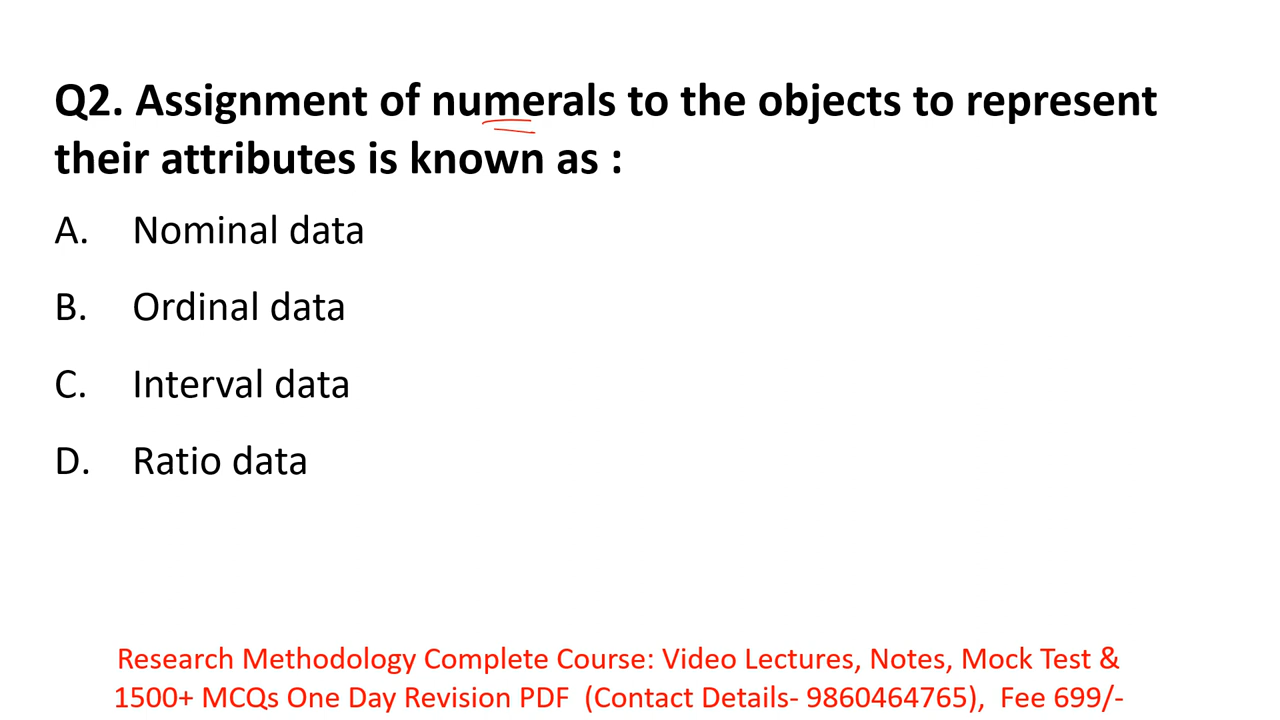 Q2. Assignment of numerals to the objects to represent
their attributes is known as :
A. Nominal data
B. Ordinal data
C. Interval data
D. Ratio data
Research Methodology Complete Course: Video Lectures, Notes, Mock Test &
1500+ MCQs One Day Revision PDF (Contact Details- 9860464765), Fee 699/-